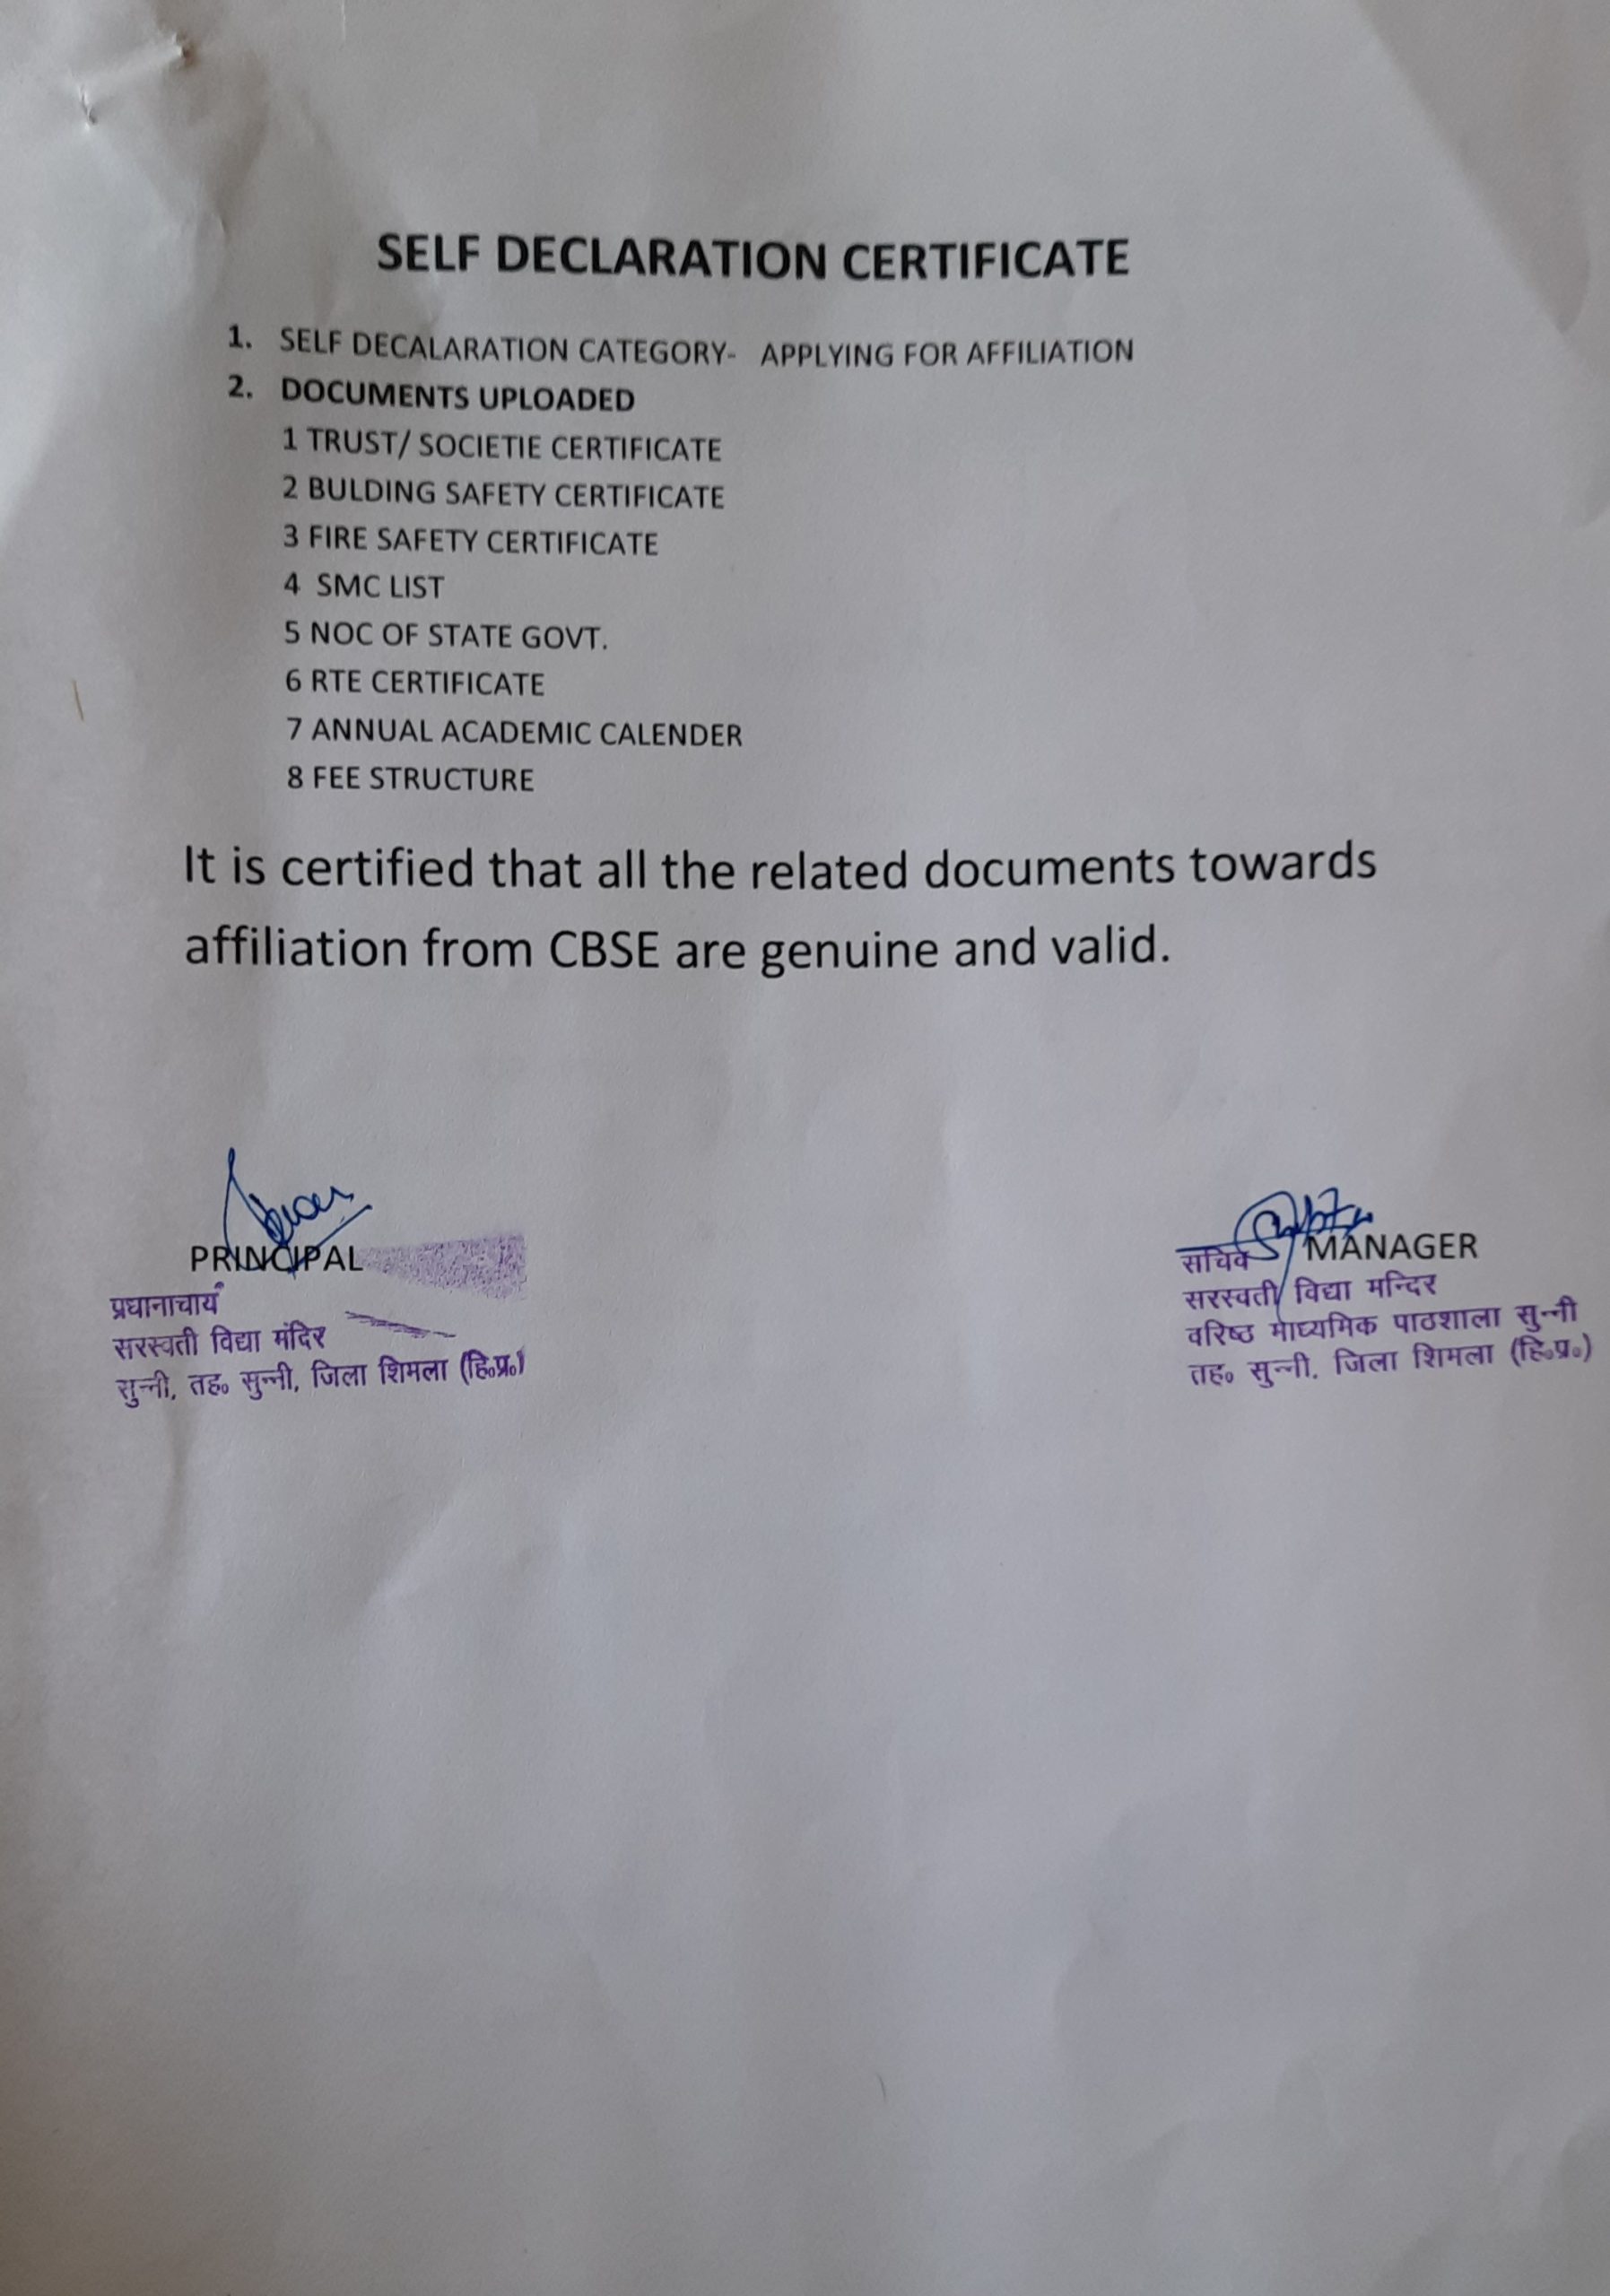 SELF DECLARATION CERTIFICATE
1. SELF DECALARATION CATEGORY- APPLYING FOR AFFILIATION
2. DOCUMENTS UPLOADED
1 TRUST/ SOCIETIE CERTIFICATE
2 BULDING SAFETY CERTIFICATE
3 FIRE SAFETY CERTIFICATE
4 SMC LIST
5 NOC OF STATE GOVT.
6 RTE CERTIFICATE
7 ANNUAL ACADEMIC CALENDER
8 FEE STRUCTURE
It is certified that all the related documents towards
affiliation from CBSE are genuine and valid.
PRINCIPAL
प्रधानाचार्य
सरस्वती विद्या मंदिर
सुन्नी, तह० सुन्नी, जिला शिमला (हि०प्र०)
सचिव MANAGER
सरस्वती विद्या मन्दिर
वरिष्ठ माध्यमिक पाठशाला सुन्नी
तह० सुन्नी, जिला शिमला (हि०प्र०)